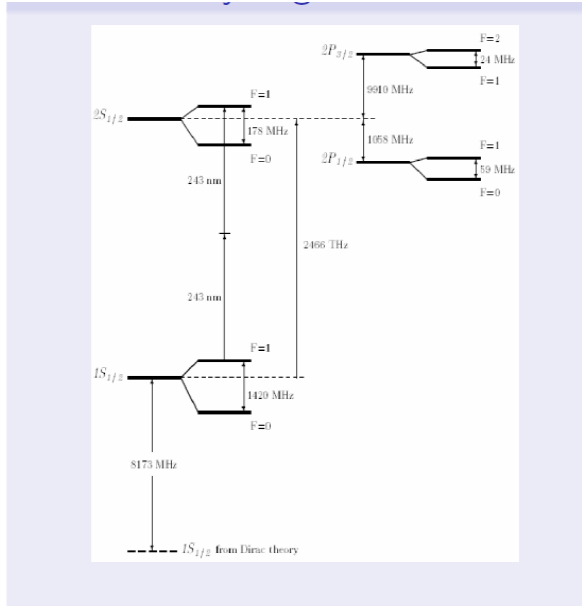 2P3/2
F=2
24 MHz
F=1
9910 MHz
F=1
2S1/2
178 MHz
F=0
1058 MHz
2P1/2
F=1
59 MHz
F=0
243 nm
2466 THz
243 nm
F=1
1S1/2
1420 MHz
F=0
8173 MHz
1S1/2 from Dirac theory